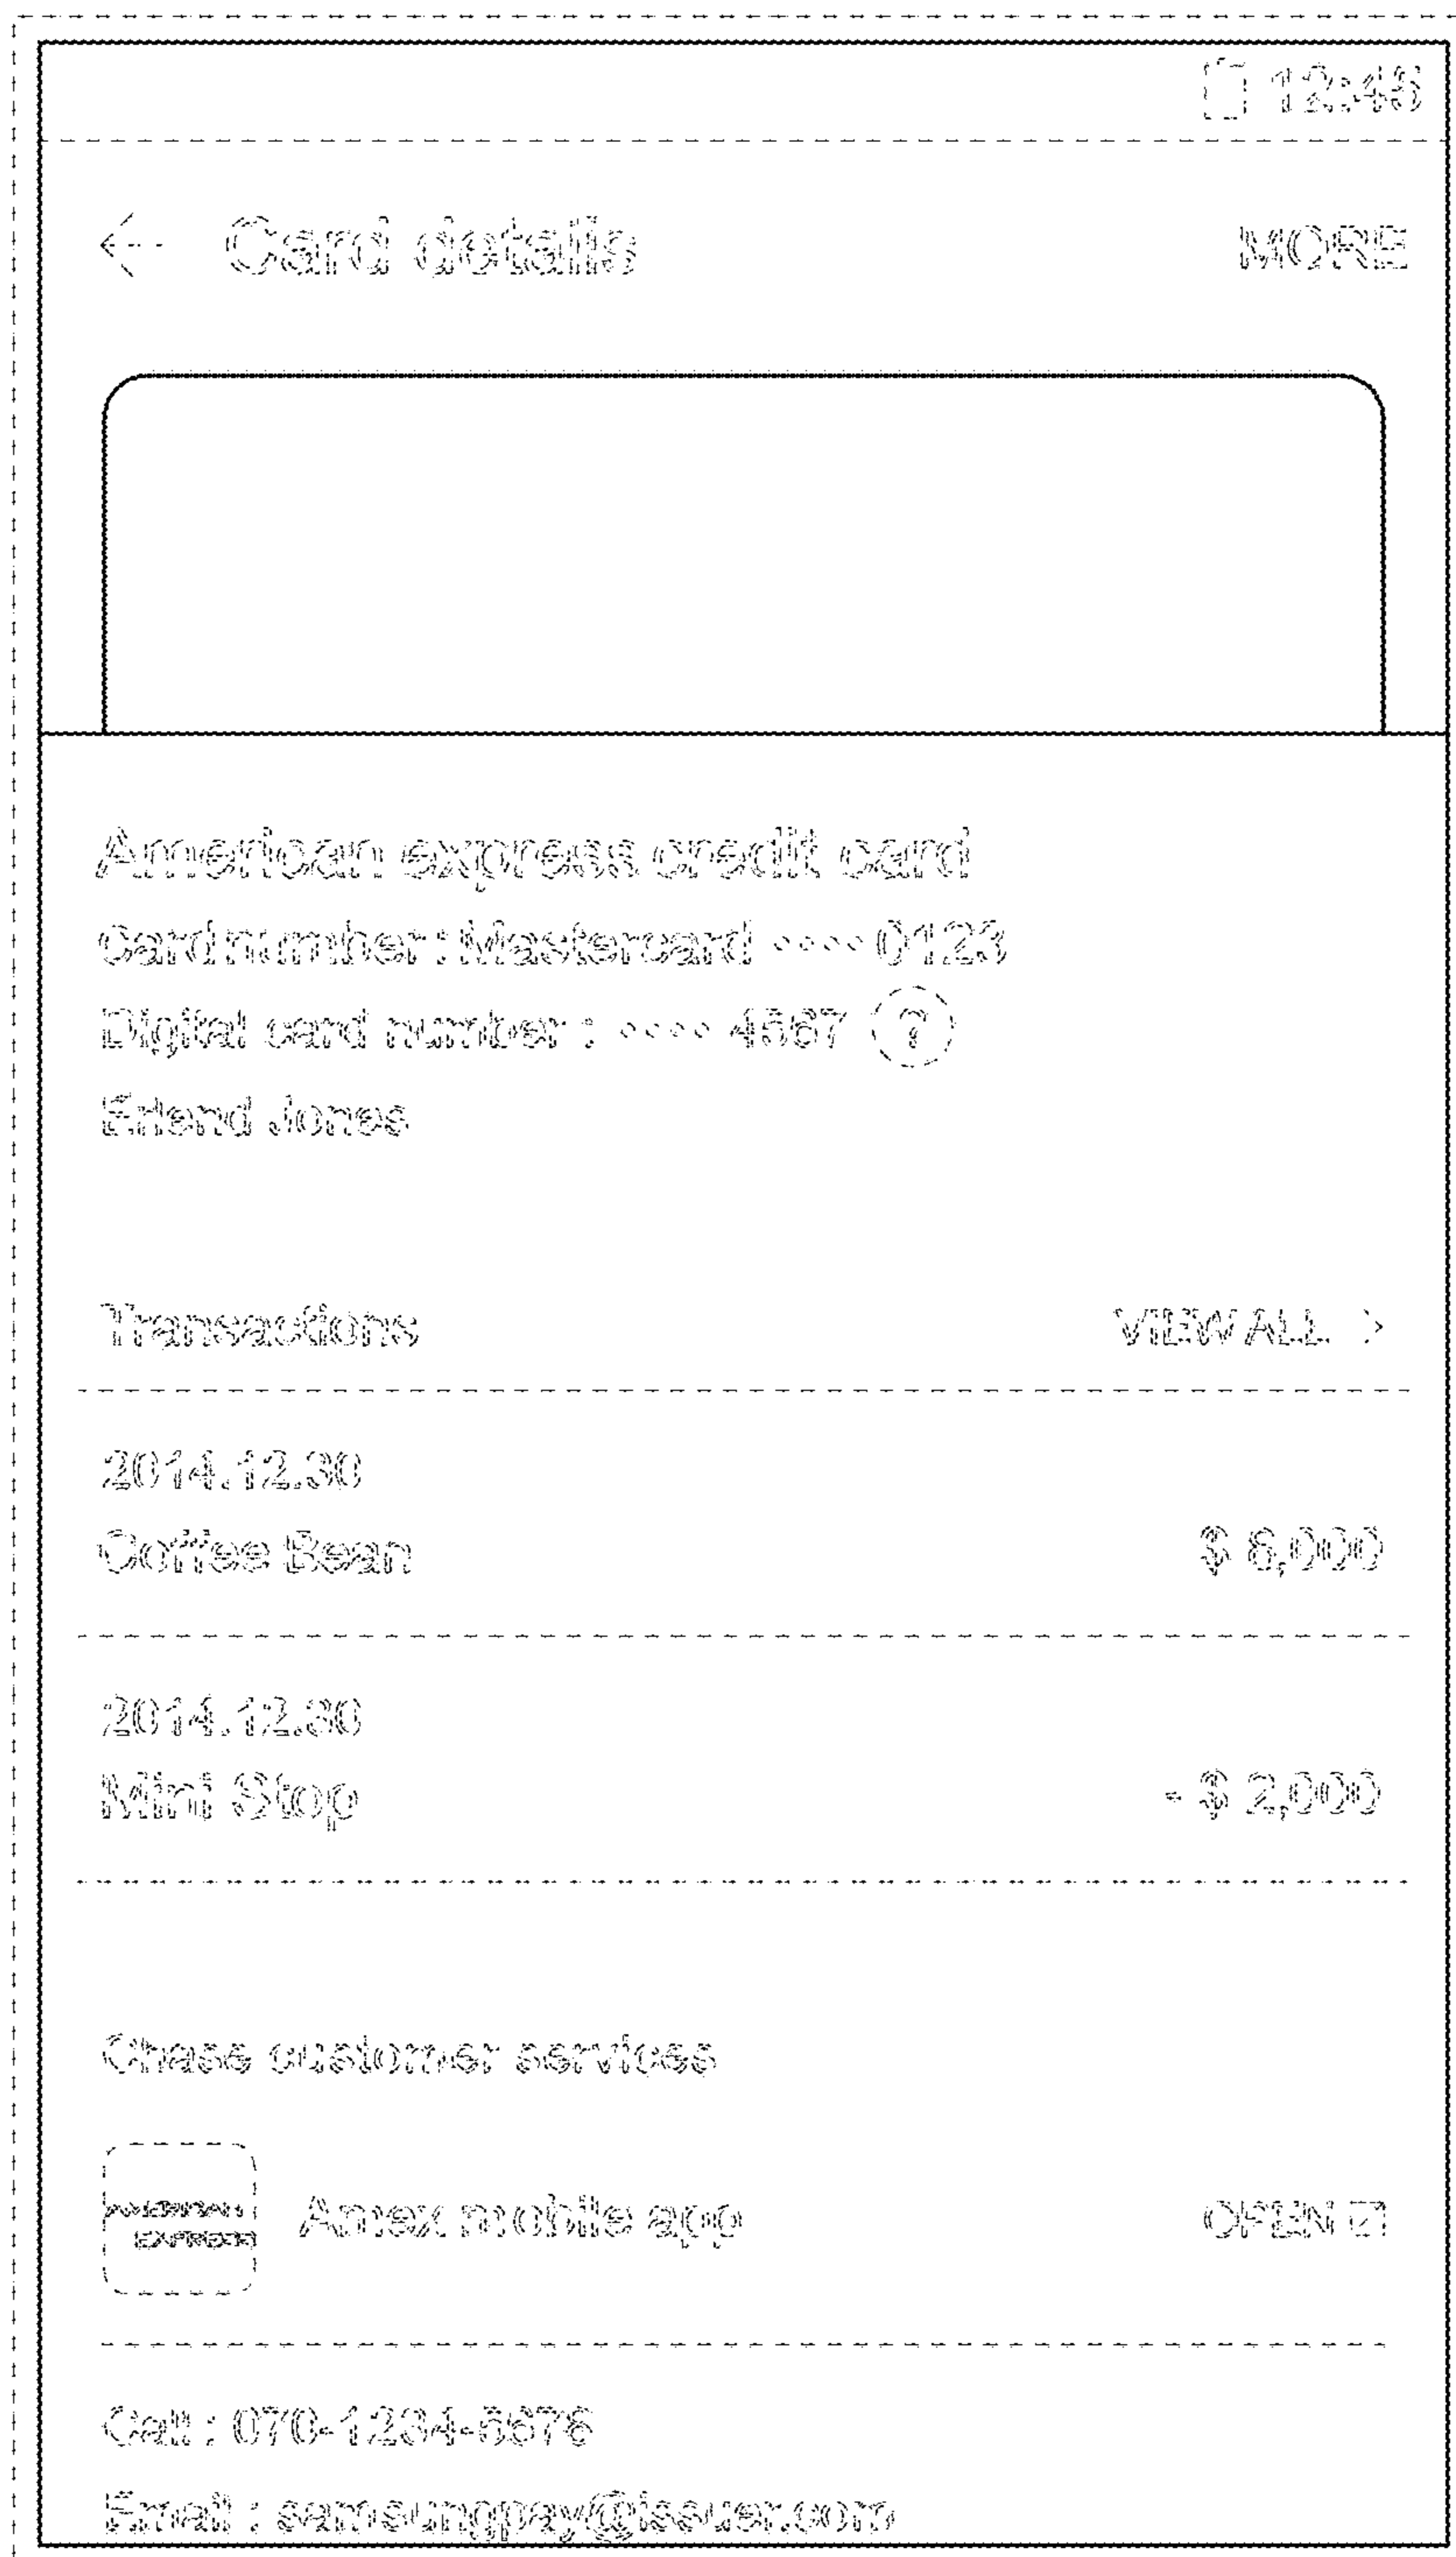 12:45
← Card details MORE
American express credit card
Card number : Mastercard •••• 0123
Digital card number : •••• 4567 ?
Friend Jones
Transactions VIEW ALL >
2014.12.30
Coffee Bean $ 6,000
2014.12.30
Mini Stop - $ 2,000
Chase customer services
AMERICAN
EXPRESS
Amex mobile app OPEN
Call : 070-1234-5678
Email : samsungpay@issuer.com